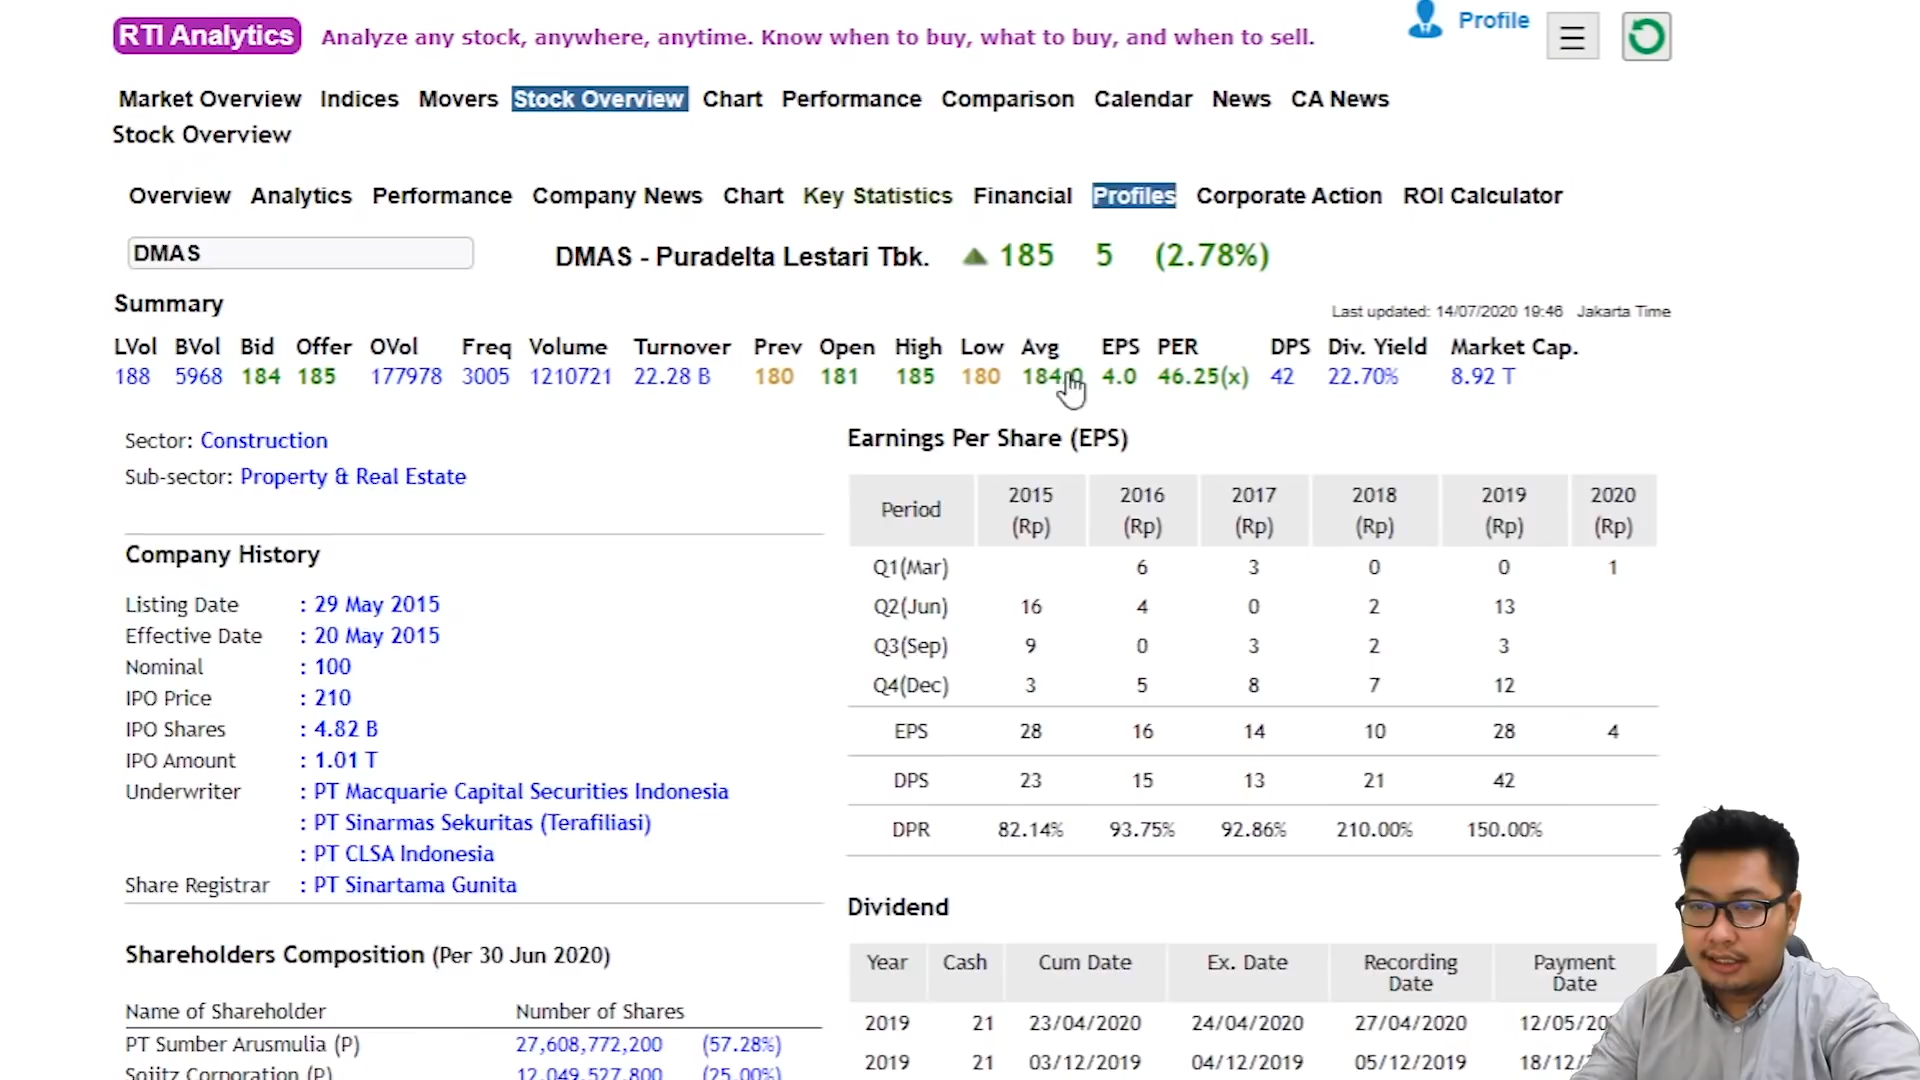 RTI Analytics Analyze any stock, anywhere, anytime. Know when to buy, what to buy, and when to sell. Profile
Market Overview Indices Movers Stock Overview Chart Performance Comparison Calendar News CA News
Stock Overview
Overview Analytics Performance Company News Chart Key Statistics Financial Profiles Corporate Action ROI Calculator
DMAS DMAS - Puradelta Lestari Tbk. 185 5 (2.78%)
Summary Last updated: 14/07/2020 19:46 Jakarta Time
LVol BVol Bid Offer OVol Freq Volume Turnover Prev Open High Low Avg EPS PER DPS Div. Yield Market Cap.
188 5968 184 185 177978 3005 1210721 22.28 B 180 181 185 180 184.0 4.0 46.25(x) 42 22.70% 8.92 T
Sector: Construction
Sub-sector: Property & Real Estate
Company History
Listing Date : 29 May 2015
Effective Date : 20 May 2015
Nominal : 100
IPO Price : 210
IPO Shares : 4.82 B
IPO Amount : 1.01 T
Underwriter : PT Macquarie Capital Securities Indonesia
: PT Sinarmas Sekuritas (Terafiliasi)
: PT CLSA Indonesia
Share Registrar : PT Sinartama Gunita
Shareholders Composition (Per 30 Jun 2020)
Name of Shareholder Number of Shares
PT Sumber Arusmulia (P) 27,608,772,200 (57.28%)
Sojitz Corporation (P) 12,049,527,800 (25.00%)
Earnings Per Share (EPS)
Period 2015 (Rp) 2016 (Rp) 2017 (Rp) 2018 (Rp) 2019 (Rp) 2020 (Rp)
Q1(Mar) 6 3 0 0 1
Q2(Jun) 16 4 0 2 13
Q3(Sep) 9 0 3 2 3
Q4(Dec) 3 5 8 7 12
EPS 28 16 14 10 28 4
DPS 23 15 13 21 42
DPR 82.14% 93.75% 92.86% 210.00% 150.00%
Dividend
Year Cash Cum Date Ex. Date Recording Date Payment Date
2019 21 23/04/2020 24/04/2020 27/04/2020
2019 21 03/12/2019 04/12/2019 05/12/2019